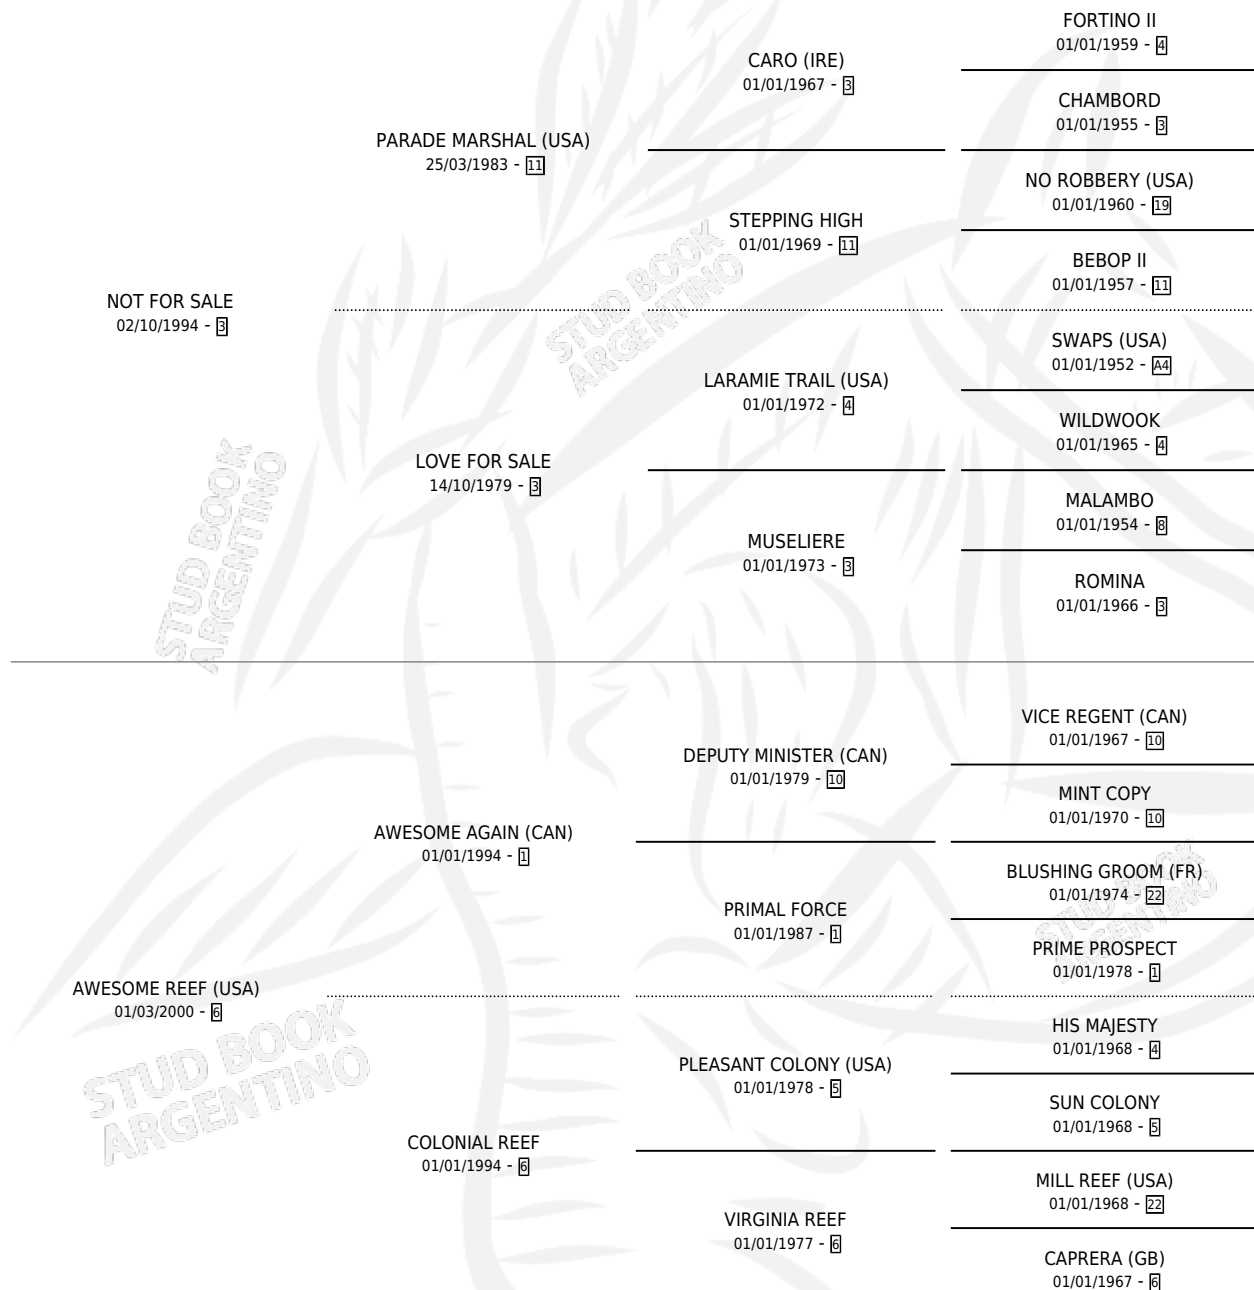 FORTINO II
01/01/1959 - 4
CARO (IRE)
01/01/1967 - 3
CHAMBORD
01/01/1955 - 3
PARADE MARSHAL (USA)
25/03/1983 - 11
NO ROBBERY (USA)
01/01/1960 - 19
STEPPING HIGH
01/01/1969 - 11
BEBOP II
01/01/1957 - 11
NOT FOR SALE
02/10/1994 - 3
SWAPS (USA)
01/01/1952 - A4
LARAMIE TRAIL (USA)
01/01/1972 - 4
WILDWOOK
01/01/1965 - 4
LOVE FOR SALE
14/10/1979 - 3
MALAMBO
01/01/1954 - 8
MUSELIERE
01/01/1973 - 3
ROMINA
01/01/1966 - 3
VICE REGENT (CAN)
01/01/1967 - 10
DEPUTY MINISTER (CAN)
01/01/1979 - 10
MINT COPY
01/01/1970 - 10
AWESOME AGAIN (CAN)
01/01/1994 - 1
BLUSHING GROOM (FR)
01/01/1974 - 22
PRIMAL FORCE
01/01/1987 - 1
PRIME PROSPECT
01/01/1978 - 1
AWESOME REEF (USA)
01/03/2000 - 6
HIS MAJESTY
01/01/1968 - 4
PLEASANT COLONY (USA)
01/01/1978 - 5
SUN COLONY
01/01/1968 - 5
COLONIAL REEF
01/01/1994 - 6
MILL REEF (USA)
01/01/1968 - 22
VIRGINIA REEF
01/01/1977 - 6
CAPRERA (GB)
01/01/1967 - 6
STUD BOOK
ARGENTINO
STUD BOOK
ARGENTINO
STUD BOOK
ARGENTINO
STUD BOOK
ARGENTINO